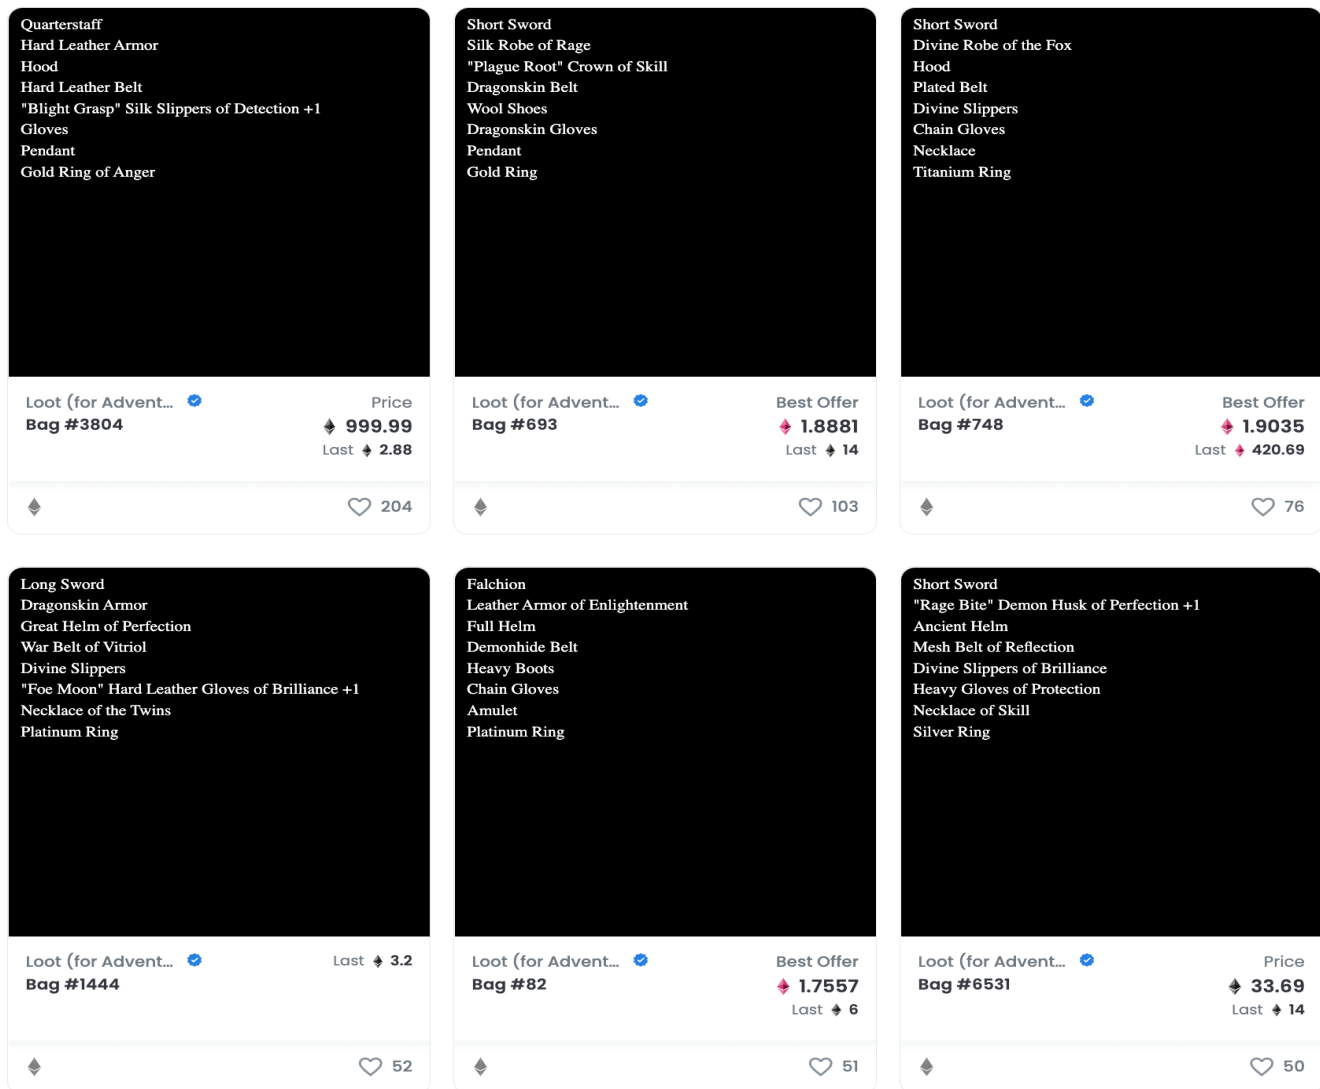 Quarterstaff
Hard Leather Armor
Hood
Hard Leather Belt
"Blight Grasp" Silk Slippers of Detection +1
Gloves
Pendant
Gold Ring of Anger
Loot (for Advent...
Price
Bag #3804
999.99
Last 2.88
204
Short Sword
Silk Robe of Rage
"Plague Root" Crown of Skill
Dragonskin Belt
Wool Shoes
Dragonskin Gloves
Pendant
Gold Ring
Loot (for Advent...
Best Offer
Bag #693
1.8881
Last 14
103
Short Sword
Divine Robe of the Fox
Hood
Plated Belt
Divine Slippers
Chain Gloves
Necklace
Titanium Ring
Loot (for Advent...
Best Offer
Bag #748
1.9035
Last 420.69
76
Long Sword
Dragonskin Armor
Great Helm of Perfection
War Belt of Vitriol
Divine Slippers
"Foe Moon" Hard Leather Gloves of Brilliance +1
Necklace of the Twins
Platinum Ring
Loot (for Advent...
Last 3.2
Bag #1444
52
Falchion
Leather Armor of Enlightenment
Full Helm
Demonhide Belt
Heavy Boots
Chain Gloves
Amulet
Platinum Ring
Loot (for Advent...
Best Offer
Bag #82
1.7557
Last 6
51
Short Sword
"Rage Bite" Demon Husk of Perfection +1
Ancient Helm
Mesh Belt of Reflection
Divine Slippers of Brilliance
Heavy Gloves of Protection
Necklace of Skill
Silver Ring
Loot (for Advent...
Price
Bag #6531
33.69
Last 14
50